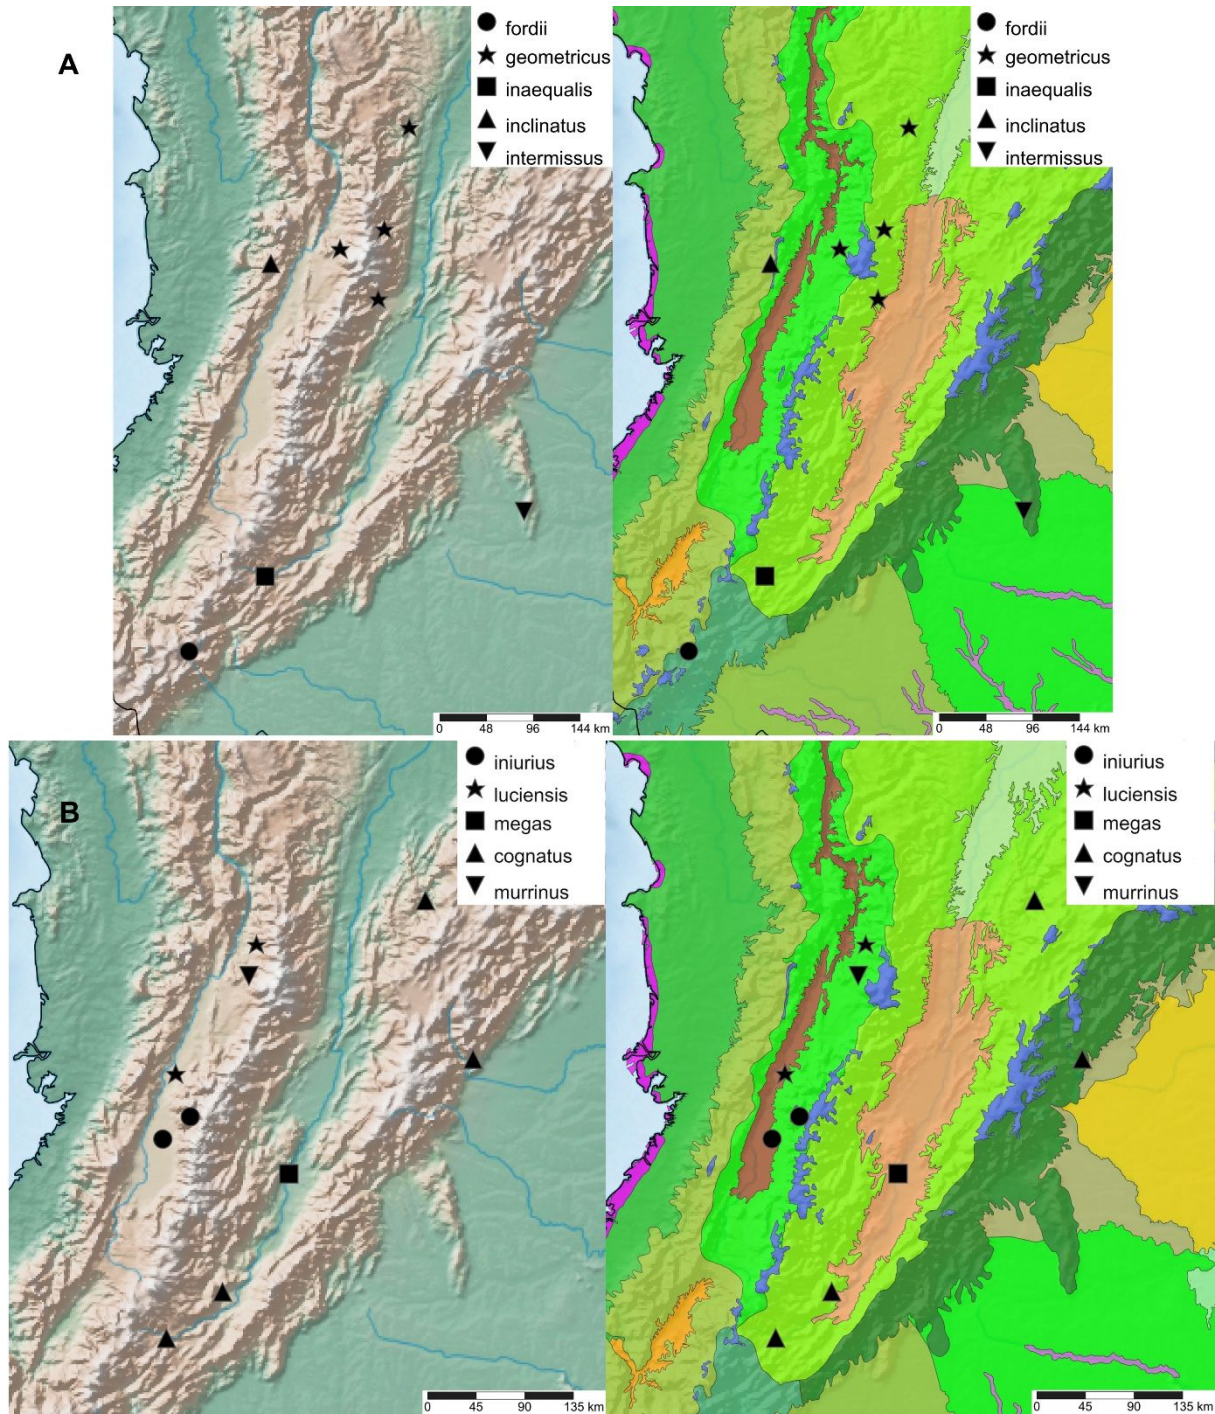 A
fordii
geometricus
inaequalis
inclinatus
intermissus
0 48 96 144 km
fordii
geometricus
inaequalis
inclinatus
intermissus
0 48 96 144 km
B
iniurius
luciensis
megas
cognatus
murrinus
0 45 90 135 km
iniurius
luciensis
megas
cognatus
murrinus
0 45 90 135 km